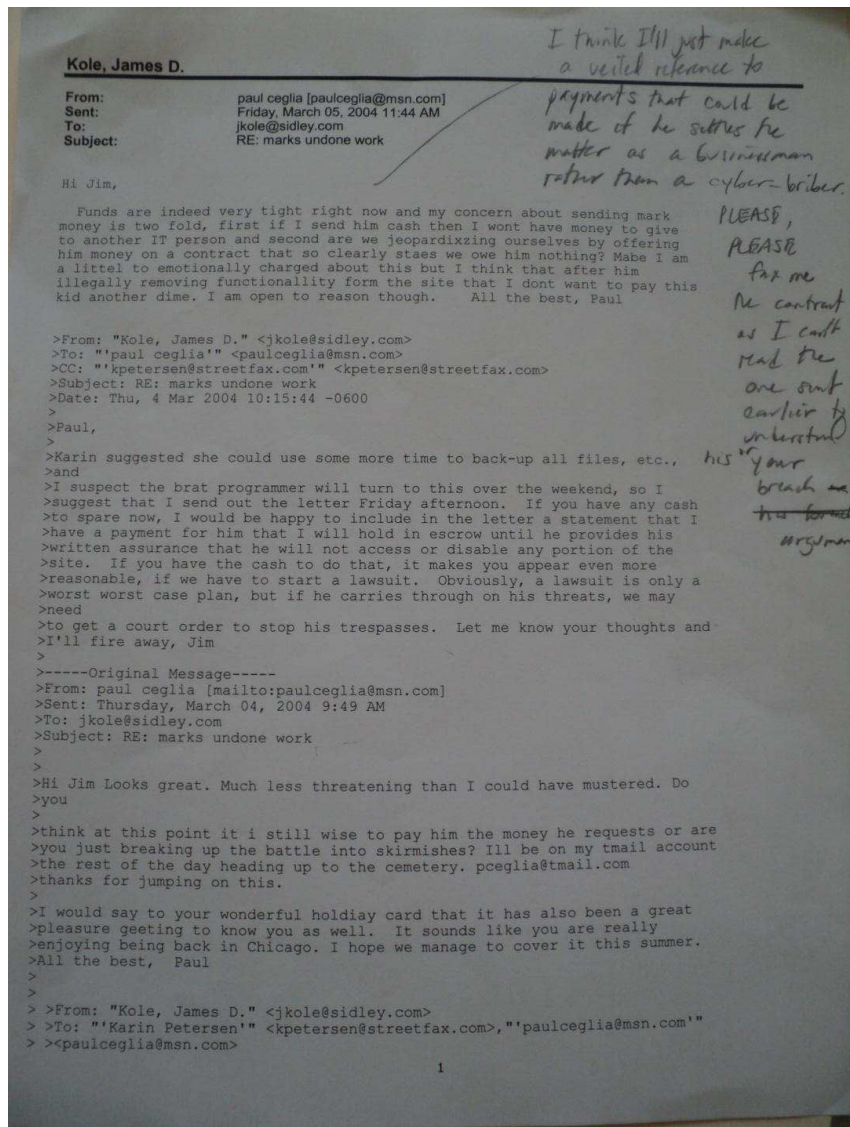 I think I'll just make
a veiled reference to
payments that could be
made if he settles the
matter as a businessman
rather than a cyber-briber.
PLEASE,
PLEASE
fax me
the contract
as I can't
read the
one sent
earlier to
understand
his "your
breach
argument
Kole, James D.
From: paul ceglia [paulceglia@msn.com]
Sent: Friday, March 05, 2004 11:44 AM
To: jkole@sidley.com
Subject: RE: marks undone work
Hi Jim,
Funds are indeed very tight right now and my concern about sending mark
money is two fold, first if I send him cash then I wont have money to give
to another IT person and second are we jeopardixzing ourselves by offering
him money on a contract that so clearly staes we owe him nothing? Mabe I am
a littel to emotionally charged about this but I think that after him
illegally removing functionallity form the site that I dont want to pay this
kid another dime. I am open to reason though. All the best, Paul
>From: "Kole, James D." <jkole@sidley.com>
>To: "'paul ceglia'" <paulceglia@msn.com>
>CC: "'kpetersen@streetfax.com'" <kpetersen@streetfax.com>
>Subject: RE: marks undone work
>Date: Thu, 4 Mar 2004 10:15:44 -0600
>
>Paul,
>
>Karin suggested she could use some more time to back-up all files, etc.,
>and
>I suspect the brat programmer will turn to this over the weekend, so I
>suggest that I send out the letter Friday afternoon. If you have any cash
>to spare now, I would be happy to include in the letter a statement that I
>have a payment for him that I will hold in escrow until he provides his
>written assurance that he will not access or disable any portion of the
>site. If you have the cash to do that, it makes you appear even more
>reasonable, if we have to start a lawsuit. Obviously, a lawsuit is only a
>worst worst case plan, but if he carries through on his threats, we may
>need
>to get a court order to stop his trespasses. Let me know your thoughts and
>I'll fire away, Jim
>
>-----Original Message-----
>From: paul ceglia [mailto:paulceglia@msn.com]
>Sent: Thursday, March 04, 2004 9:49 AM
>To: jkole@sidley.com
>Subject: RE: marks undone work
>
>
>Hi Jim Looks great. Much less threatening than I could have mustered. Do
>you
>
>think at this point it i still wise to pay him the money he requests or are
>you just breaking up the battle into skirmishes? Ill be on my tmail account
>the rest of the day heading up to the cemetery. pceglia@tmail.com
>thanks for jumping on this.
>
>I would say to your wonderful holdiay card that it has also been a great
>pleasure geeting to know you as well. It sounds like you are really
>enjoying being back in Chicago. I hope we manage to cover it this summer.
>All the best, Paul
>
>
> >From: "Kole, James D." <jkole@sidley.com>
> >To: "'Karin Petersen'" <kpetersen@streetfax.com>,"'paulceglia@msn.com'"
> ><paulceglia@msn.com>
1